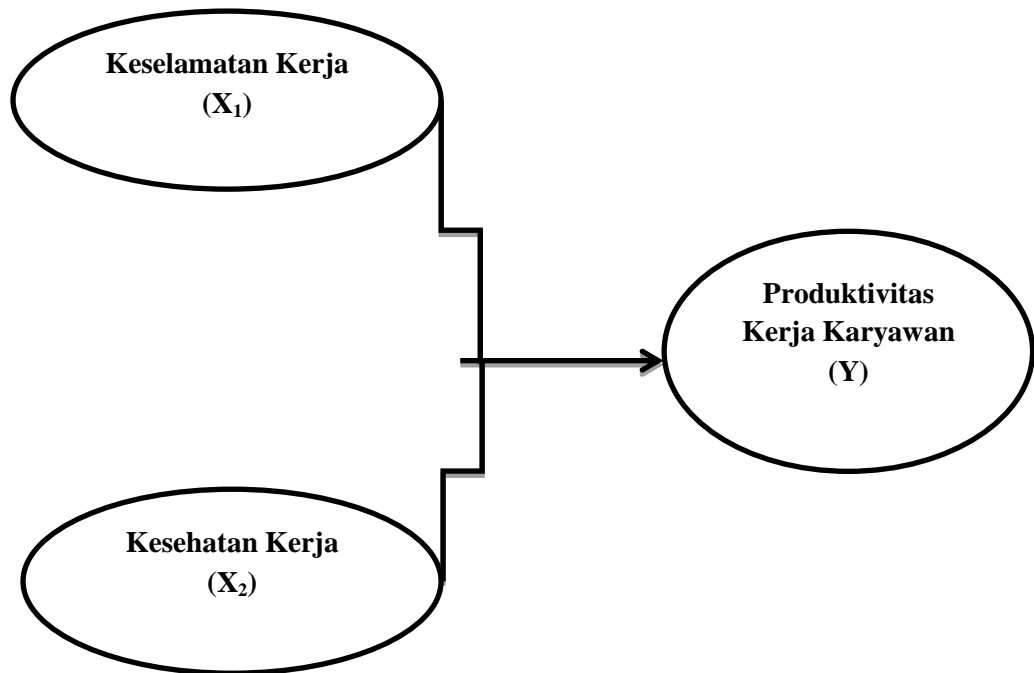 Keselamatan Kerja
(X₁)
Produktivitas
Kerja Karyawan
(Y)
Kesehatan Kerja
(X₂)